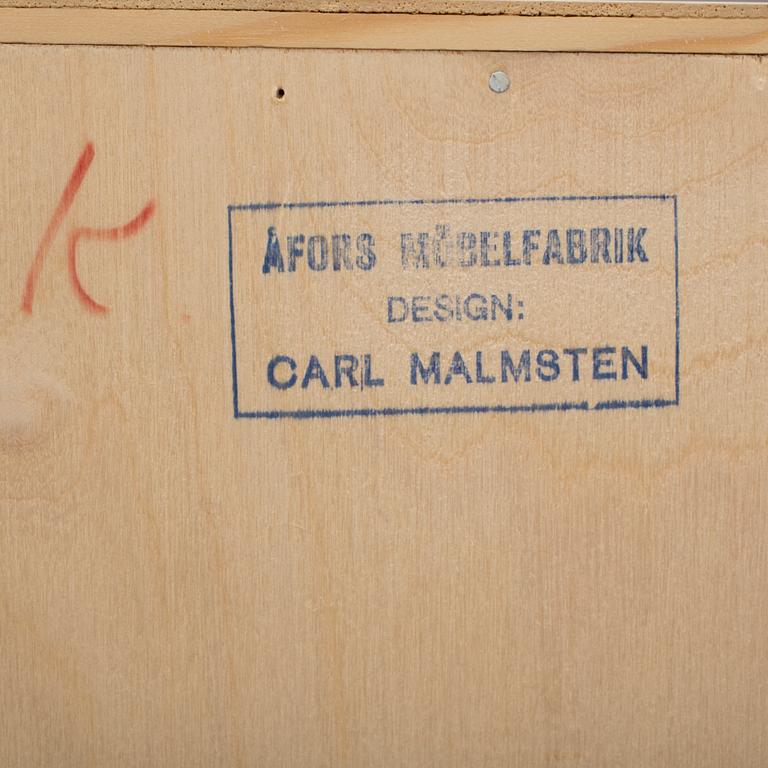 K
ÅFORS MÖBELFABRIK
DESIGN:
CARL MALMSTEN